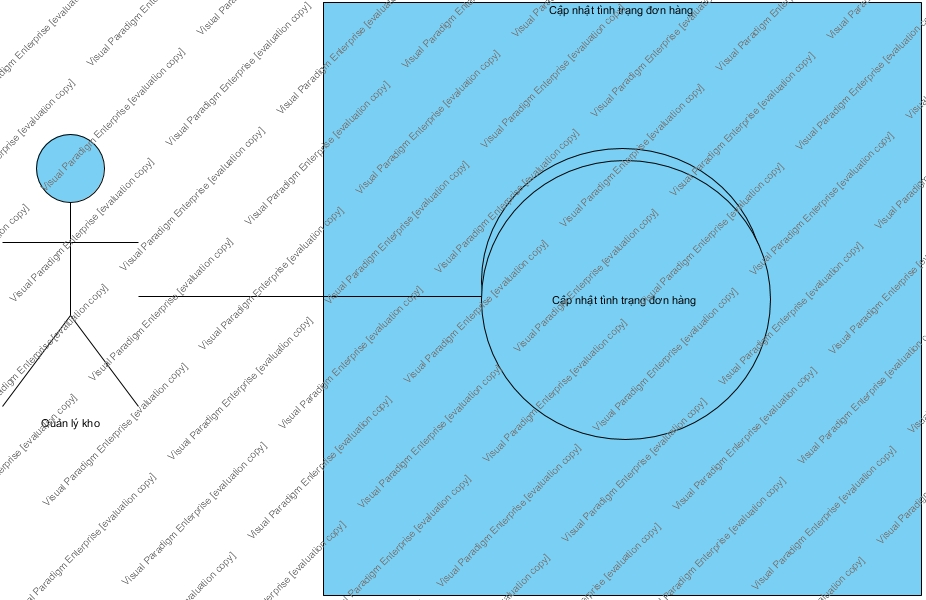 Cập nhật tình trạng đơn hàng
Cập nhật tình trạng đơn hàng
Quản lý kho
Visual Paradigm Enterprise [evaluation copy]